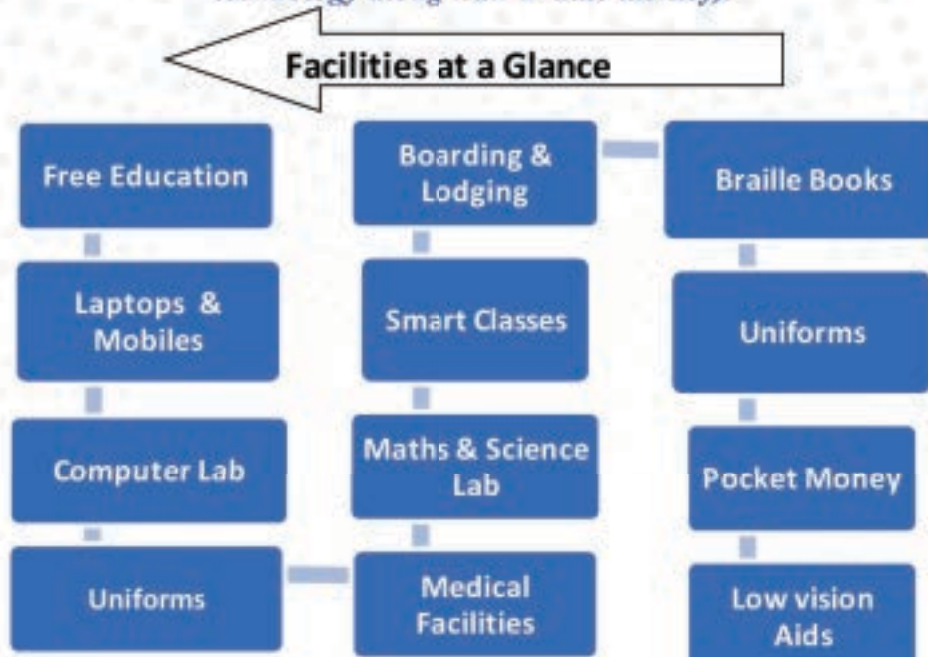 Facilities at a Glance
Free Education
Laptops &
Mobiles
Computer Lab
Uniforms
Medical
Facilities
Maths & Science
Lab
Smart Classes
Boarding &
Lodging
Braille Books
Uniforms
Pocket Money
Low vision
Aids